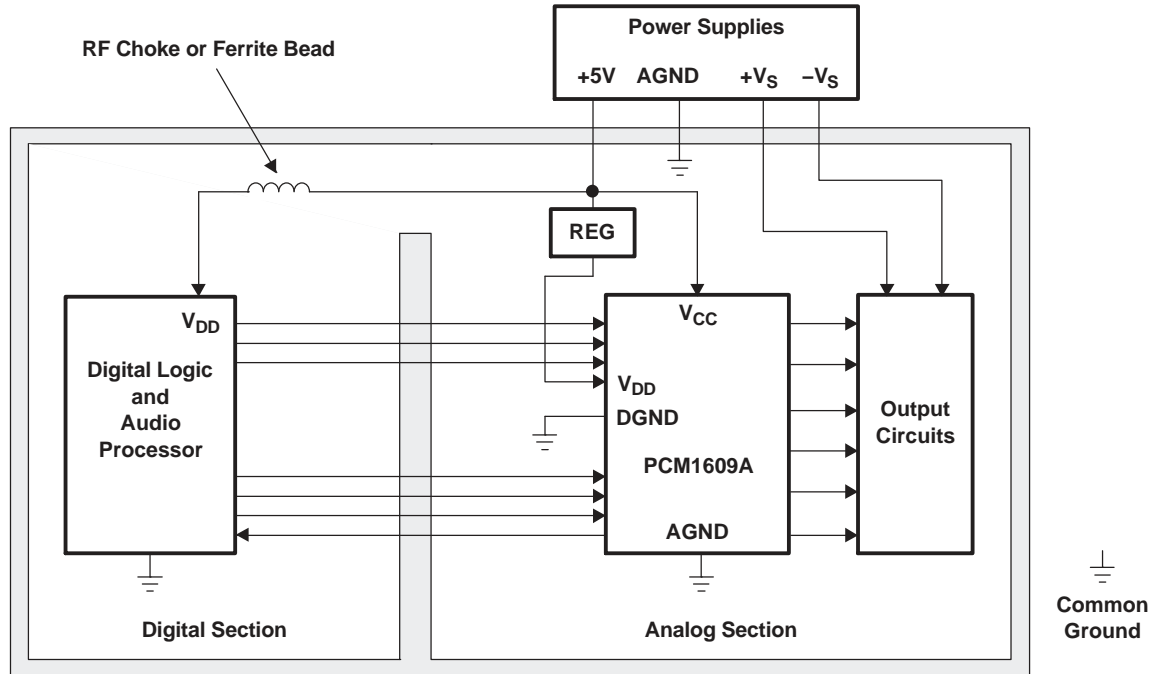 Power Supplies
RF Choke or Ferrite Bead
+5V AGND +VS –VS
REG
VDD
Digital Logic
and
Audio
Processor
VCC
VDD
DGND
PCM1609A
AGND
Output
Circuits
Digital Section
Analog Section
Common
Ground